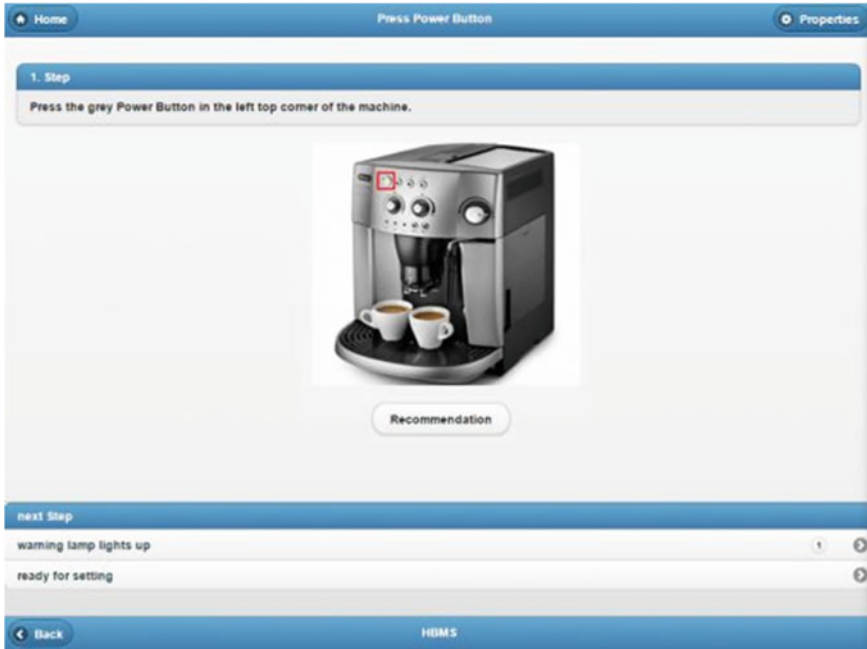 Home
Press Power Button
Properties
1. Step
Press the grey Power Button in the left top corner of the machine.
Recommendation
next Step
warning lamp lights up
1
ready for setting
Back
HBMS